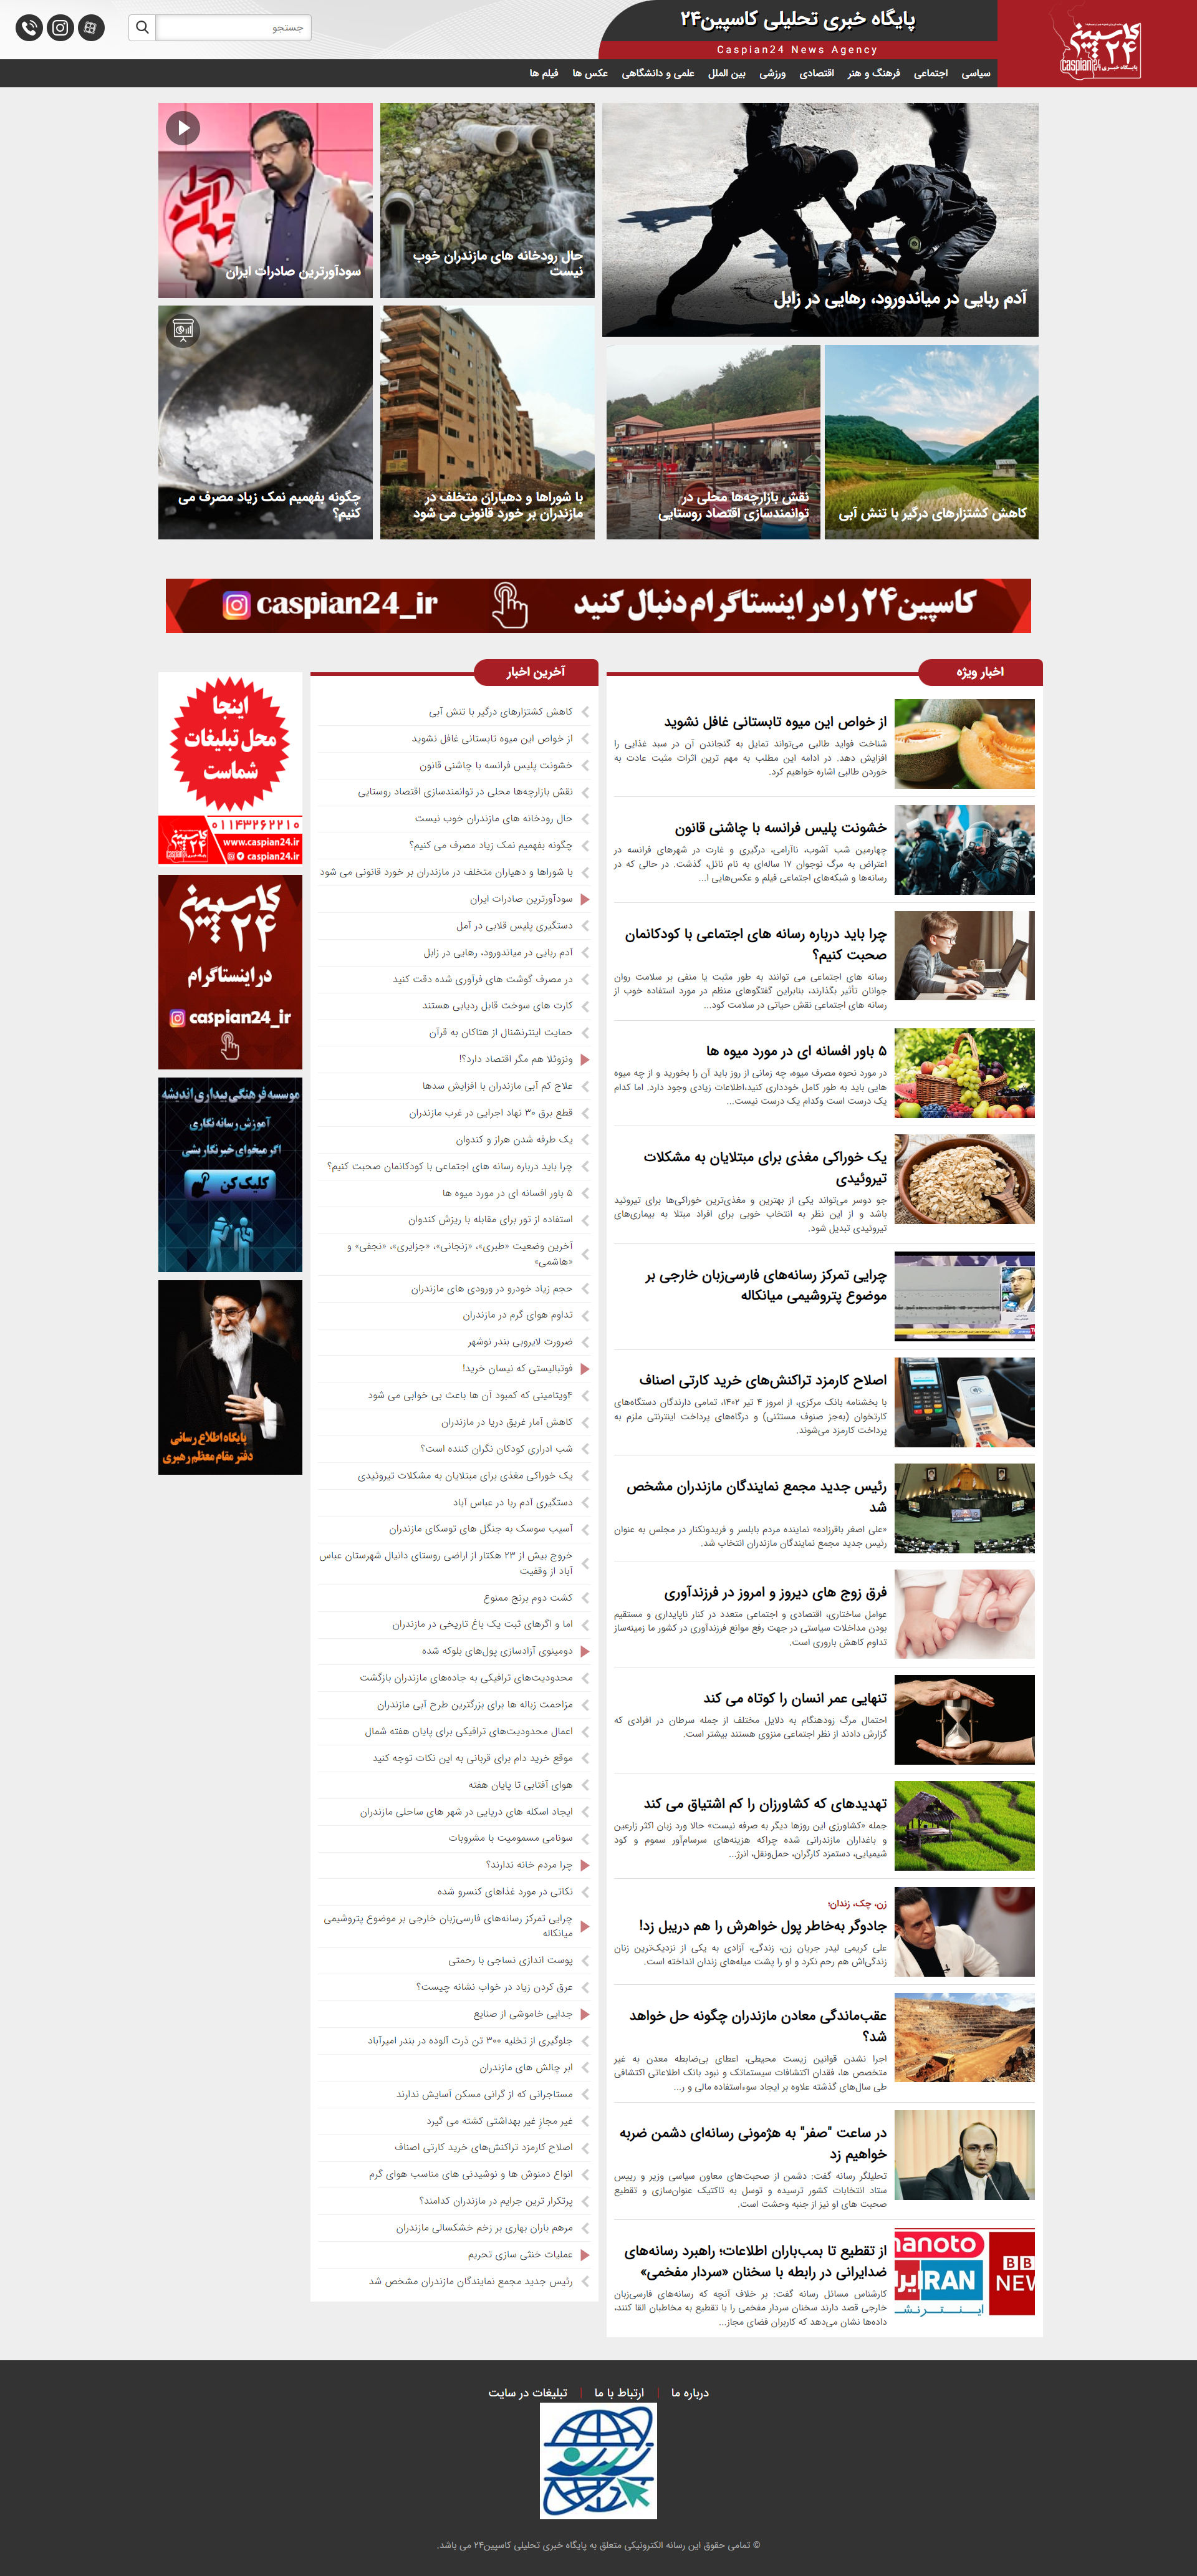 کاسپین
۲۴
Caspian24
پایگاه خبری
پایگاه خبری تحلیلی کاسپین۲۴
Caspian24 News Agency
جستجو
سیاسی
اجتماعی
فرهنگ و هنر
اقتصادی
ورزشی
بین الملل
علمی و دانشگاهی
عکس ها
فیلم ها
آدم ربایی در میاندورود، رهایی در زابل
حال رودخانه های مازندران خوب
نیست
سودآورترین صادرات ایران
کاهش کشتزارهای درگیر با تنش آبی
نقش بازارچه‌ها محلی در
توانمندسازی اقتصاد روستایی
با شوراها و دهیاران متخلف در
مازندران بر خورد قانونی می شود
چگونه بفهمیم نمک زیاد مصرف می
کنیم؟
کاسپین۲۴ را در اینستاگرام دنبال کنید
caspian24_ir
اخبار ویژه
از خواص این میوه تابستانی غافل نشوید
شناخت فواید طالبی می‌تواند تمایل به گنجاندن آن در سبد غذایی را
افزایش دهد. در ادامه این مطلب به مهم ترین اثرات مثبت عادت به
خوردن طالبی اشاره خواهیم کرد.
خشونت پلیس فرانسه با چاشنی قانون
چهارمین شب آشوب، ناآرامی، درگیری و غارت در شهرهای فرانسه در
اعتراض به مرگ نوجوان ۱۷ ساله‌ای به نام نائل، گذشت. در حالی که در
رسانه‌ها و شبکه‌های اجتماعی فیلم و عکس‌هایی ا...
چرا باید درباره رسانه های اجتماعی با کودکانمان
صحبت کنیم؟
رسانه های اجتماعی می توانند به طور مثبت یا منفی بر سلامت روان
جوانان تأثیر بگذارند، بنابراین گفتگوهای منظم در مورد استفاده خوب از
رسانه های اجتماعی نقش حیاتی در سلامت کود...
۵ باور افسانه ای در مورد میوه ها
در مورد نحوه مصرف میوه، چه زمانی از روز باید آن را بخورید و از چه میوه
هایی باید به طور کامل خودداری کنید،اطلاعات زیادی وجود دارد. اما کدام
یک درست است وکدام یک درست نیست...
یک خوراکی مغذی برای مبتلایان به مشکلات
تیروئیدی
جو دوسر می‌تواند یکی از بهترین و مغذی‌ترین خوراکی‌ها برای تیروئید
باشد و از این نظر به انتخاب خوبی برای افراد مبتلا به بیماری‌های
تیروئیدی تبدیل شود.
چرایی تمرکز رسانه‌های فارسی‌زبان خارجی بر
موضوع پتروشیمی میانکاله
اصلاح کارمزد تراکنش‌های خرید کارتی اصناف
با بخشنامه بانک مرکزی، از امروز ۴ تیر ۱۴۰۲، تمامی دارندگان دستگاه‌های
کارتخوان (به‌جز صنوف مستثنی) و درگاه‌های پرداخت اینترنتی ملزم به
پرداخت کارمزد می‌شوند.
رئیس جدید مجمع نمایندگان مازندران مشخص
شد
«علی اصغر باقرزاده» نماینده مردم بابلسر و فریدونکنار در مجلس به عنوان
رئیس جدید مجمع نمایندگان مازندران انتخاب شد.
فرق زوج های دیروز و امروز در فرزندآوری
عوامل ساختاری، اقتصادی و اجتماعی متعدد در کنار ناپایداری و مستقیم
بودن مداخلات سیاستی در جهت رفع موانع فرزندآوری در کشور ما زمینه‌ساز
تداوم کاهش باروری است.
تنهایی عمر انسان را کوتاه می کند
احتمال مرگ زودهنگام به دلایل مختلف از جمله سرطان در افرادی که
گزارش دادند از نظر اجتماعی منزوی هستند بیشتر است.
تهدیدهای که کشاورزان را کم اشتیاق می کند
جمله «کشاورزی این روزها دیگر به صرفه نیست» حالا ورد زبان اکثر زارعین
و باغداران مازندرانی شده چراکه هزینه‌های سرسام‌آور سموم و کود
شیمیایی، دستمزد کارگران، حمل‌ونقل، انرژ...
زن، چک، زندان؛
جادوگر به‌خاطر پول خواهرش را هم دریبل زد!
علی کریمی لیدر جریان زن، زندگی، آزادی به یکی از نزدیک‌ترین زنان
زندگی‌اش هم رحم نکرد و او را پشت میله‌های زندان انداخته است.
عقب‌ماندگی معادن مازندران چگونه حل خواهد
شد؟
اجرا نشدن قوانین زیست محیطی، اعطای بی‌ضابطه معدن به غیر
متخصص ها، فقدان اکتشافات سیستماتک و نبود بانک اطلاعاتی اکتشافی
طی سال‌های گذشته علاوه بر ایجاد سوءاستفاده مالی و ر...
در ساعت "صفر" به هژمونی رسانه‌ای دشمن ضربه
خواهیم زد
تحلیلگر رسانه گفت: دشمن از صحبت‌های معاون سیاسی وزیر و رییس
ستاد انتخابات کشور ترسیده و توسل به تاکتیک عنوان‌سازی و تقطیع
صحبت های او نیز از جنبه وحشت است.
manoto
BBC
NEW
IRAN
از تقطیع تا بمب‌باران اطلاعات؛ راهبرد رسانه‌های
ضدایرانی در رابطه با سخنان «سردار مفخمی»
کارشناس مسائل رسانه گفت: بر خلاف آنچه که رسانه‌های فارسی‌زبان
خارجی قصد دارند سخنان سردار مفخمی را با تقطیع به مخاطبان القا کنند،
داده‌ها نشان می‌دهد که کاربران فضای مجاز...
آخرین اخبار
کاهش کشتزارهای درگیر با تنش آبی
از خواص این میوه تابستانی غافل نشوید
خشونت پلیس فرانسه با چاشنی قانون
نقش بازارچه‌ها محلی در توانمندسازی اقتصاد روستایی
حال رودخانه های مازندران خوب نیست
چگونه بفهمیم نمک زیاد مصرف می کنیم؟
با شوراها و دهیاران متخلف در مازندران بر خورد قانونی می شود
سودآورترین صادرات ایران
دستگیری پلیس قلابی در آمل
آدم ربایی در میاندورود، رهایی در زابل
در مصرف گوشت های فرآوری شده دقت کنید
کارت های سوخت قابل ردیابی هستند
حمایت اینترنشنال از هتاکان به قرآن
ونزوئلا هم مگر اقتصاد دارد؟!
علاج کم آبی مازندران با افزایش سدها
قطع برق ۳۰ نهاد اجرایی در غرب مازندران
یک طرفه شدن هراز و کندوان
چرا باید درباره رسانه های اجتماعی با کودکانمان صحبت کنیم؟
۵ باور افسانه ای در مورد میوه ها
استفاده از تور برای مقابله با ریزش کندوان
آخرین وضعیت «طبری»، «زنجانی»، «جزایری»، «نجفی» و
«هاشمی»
حجم زیاد خودرو در ورودی های مازندران
تداوم هوای گرم در مازندران
ضرورت لایروبی بندر نوشهر
فوتبالیستی که نیسان خرید!
۴ویتامینی که کمبود آن ها باعث بی خوابی می شود
کاهش آمار غریق دریا در مازندران
شب ادراری کودکان نگران کننده است؟
یک خوراکی مغذی برای مبتلایان به مشکلات تیروئیدی
دستگیری آدم ربا در عباس آباد
آسیب سوسک به جنگل های توسکای مازندران
خروج بیش از ۲۳ هکتار از اراضی روستای دانیال شهرستان عباس
آباد از وقفیت
کشت دوم برنج ممنوع
اما و اگرهای ثبت یک باغ تاریخی در مازندران
دومینوی آزادسازی پول‌های بلوکه شده
محدودیت‌های ترافیکی به جاده‌های مازندران بازگشت
مزاحمت زباله ها برای بزرگترین طرح آبی مازندران
اعمال محدودیت‌های ترافیکی برای پایان هفته شمال
موقع خرید دام برای قربانی به این نکات توجه کنید
هوای آفتابی تا پایان هفته
ایجاد اسکله های دریایی در شهر های ساحلی مازندران
سونامی مسمومیت با مشروبات
چرا مردم خانه ندارند؟
نکاتی در مورد غذاهای کنسرو شده
چرایی تمرکز رسانه‌های فارسی‌زبان خارجی بر موضوع پتروشیمی
میانکاله
پوست اندازی نساجی با رحمتی
عرق کردن زیاد در خواب نشانه چیست؟
جدایی خاموشی از صنایع
جلوگیری از تخلیه ۳۰۰ تن ذرت آلوده در بندر امیرآباد
ابر چالش های مازندران
مستاجرانی که از گرانی مسکن آسایش ندارند
غیر مجازِ غیر بهداشتی کشته می گیرد
اصلاح کارمزد تراکنش‌های خرید کارتی اصناف
انواع دمنوش ها و نوشیدنی های مناسب هوای گرم
پرتکرار ترین جرایم در مازندران کدامند؟
مرهم باران بهاری بر زخم خشکسالی مازندران
عملیات خنثی سازی تحریم
رئیس جدید مجمع نمایندگان مازندران مشخص شد
اینجا
محل تبلیغات
شماست
۰۱۱۴۳۲۶۲۲۱۰
www.caspian24.ir
caspian24.ir
کاسپین
۲۴
در اینستاگرام
caspian24_ir
موسسه فرهنگی بیداری اندیشه
آموزش رسانه نگاری
اگر میخوای خبرنگار بشی
کلیک کن
پایگاه اطلاع رسانی
دفتر مقام معظم رهبری
درباره ما
ارتباط با ما
تبلیغات در سایت
© تمامی حقوق این رسانه الکترونیکی متعلق به پایگاه خبری تحلیلی کاسپین۲۴ می باشد.